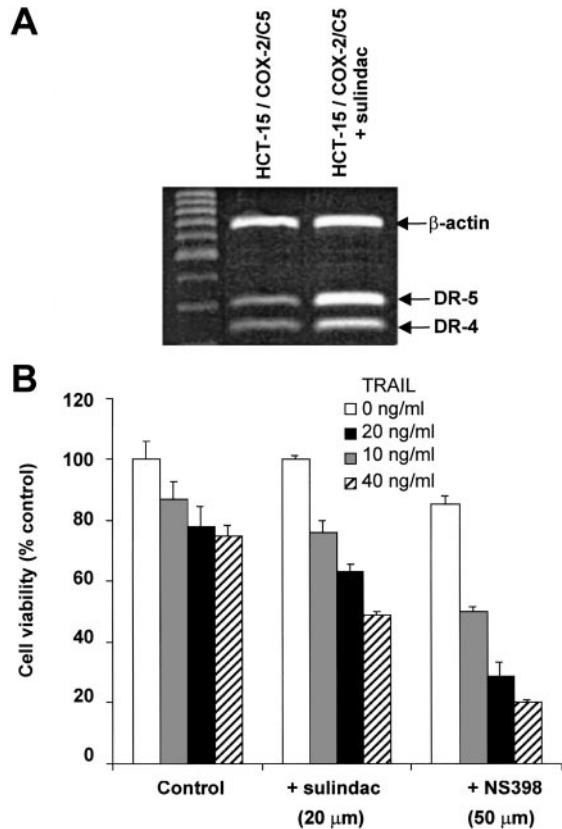 A
HCT-15 / COX-2/C5
HCT-15 / COX-2/C5
+ sulindac
β-actin
DR-5
DR-4
B
TRAIL
0 ng/ml
20 ng/ml
10 ng/ml
40 ng/ml
Cell viability (% control)
120
100
80
60
40
20
0
Control
+ sulindac
(20 μm)
+ NS398
(50 μm)